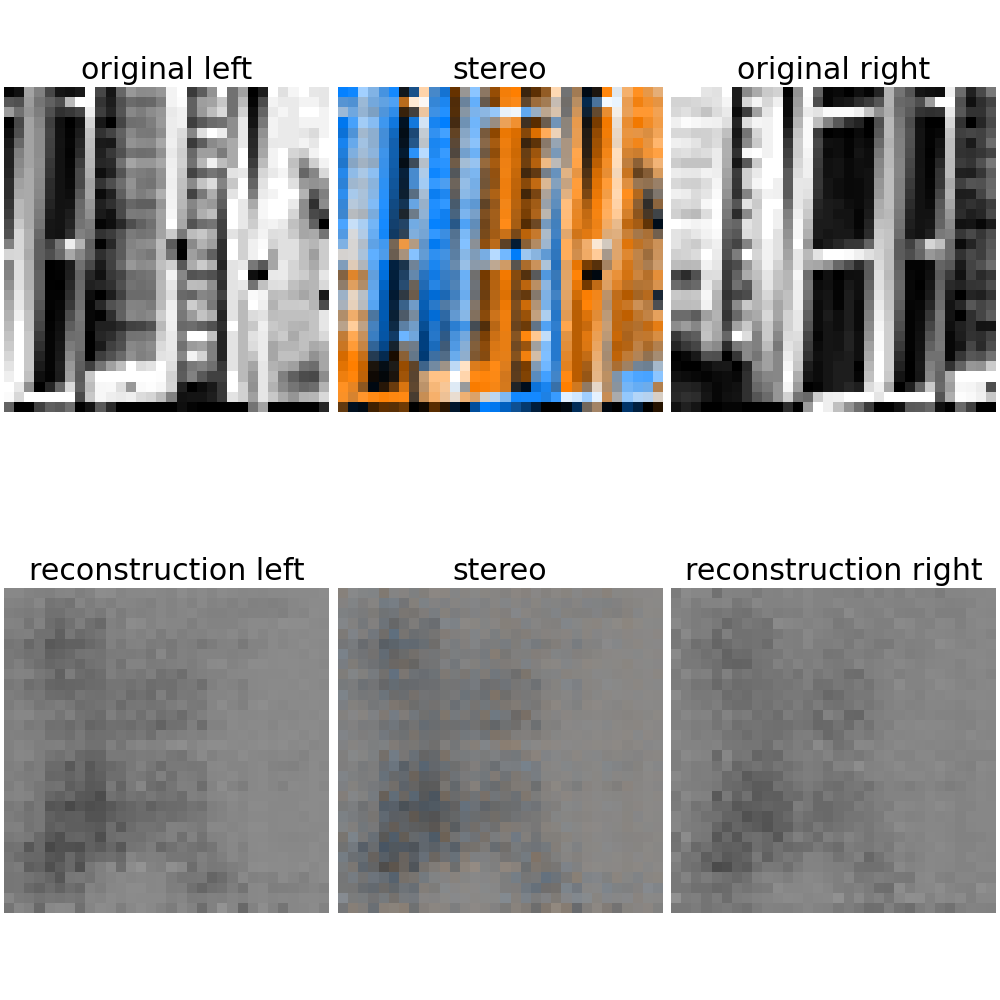 original left
stereo
original right
reconstruction left
stereo
reconstruction right